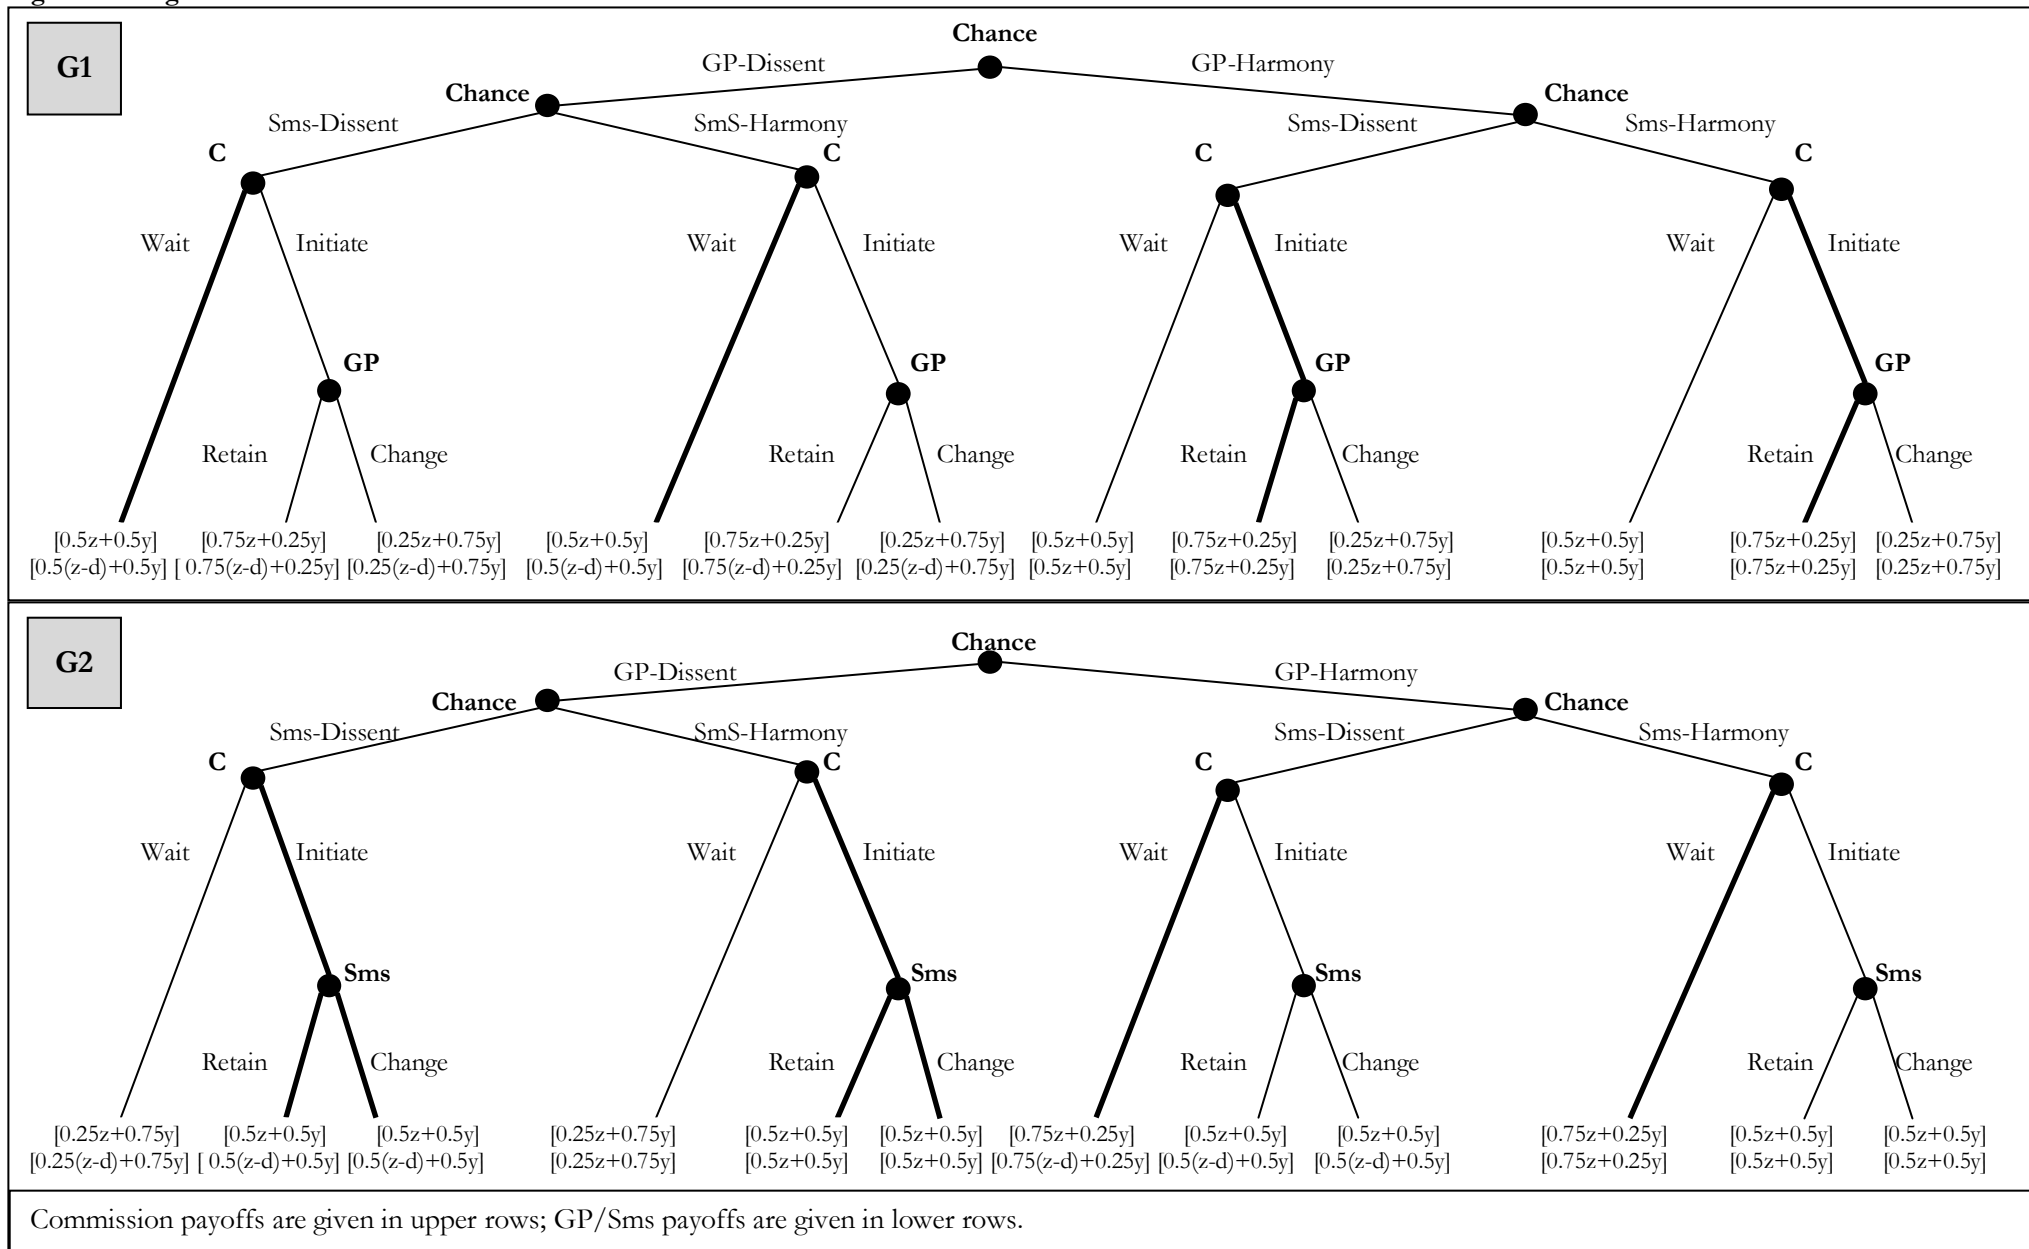 G1
Chance
GP-Dissent GP-Harmony
Chance Chance
Sms-Dissent SmS-Harmony Sms-Dissent Sms-Harmony
C C C C
Wait Initiate Wait Initiate Wait Initiate Wait Initiate
GP GP GP GP
Retain Change Retain Change Retain Change Retain Change
[0.5z+0.5y] [0.75z+0.25y] [0.25z+0.75y] [0.5z+0.5y] [0.75z+0.25y] [0.25z+0.75y] [0.5z+0.5y] [0.75z+0.25y] [0.25z+0.75y] [0.5z+0.5y] [0.75z+0.25y] [0.25z+0.75y]
[0.5(z-d)+0.5y] [ 0.75(z-d)+0.25y] [0.25(z-d)+0.75y] [0.5(z-d)+0.5y] [0.75(z-d)+0.25y] [0.25(z-d)+0.75y] [0.5z+0.5y] [0.75z+0.25y] [0.25z+0.75y] [0.5z+0.5y] [0.75z+0.25y] [0.25z+0.75y]
G2
Chance
GP-Dissent GP-Harmony
Chance Chance
Sms-Dissent SmS-Harmony Sms-Dissent Sms-Harmony
C C C C
Wait Initiate Wait Initiate Wait Initiate Wait Initiate
Sms Sms Sms Sms
Retain Change Retain Change Retain Change Retain Change
[0.25z+0.75y] [0.5z+0.5y] [0.5z+0.5y] [0.25z+0.75y] [0.5z+0.5y] [0.5z+0.5y] [0.75z+0.25y] [0.5z+0.5y] [0.5z+0.5y] [0.75z+0.25y] [0.5z+0.5y] [0.5z+0.5y]
[0.25(z-d)+0.75y] [ 0.5(z-d)+0.5y] [0.5(z-d)+0.5y] [0.25z+0.75y] [0.5z+0.5y] [0.5z+0.5y] [0.75(z-d)+0.25y] [0.5(z-d)+0.5y] [0.5(z-d)+0.5y] [0.75z+0.25y] [0.5z+0.5y] [0.5z+0.5y]
Commission payoffs are given in upper rows; GP/Sms payoffs are given in lower rows.